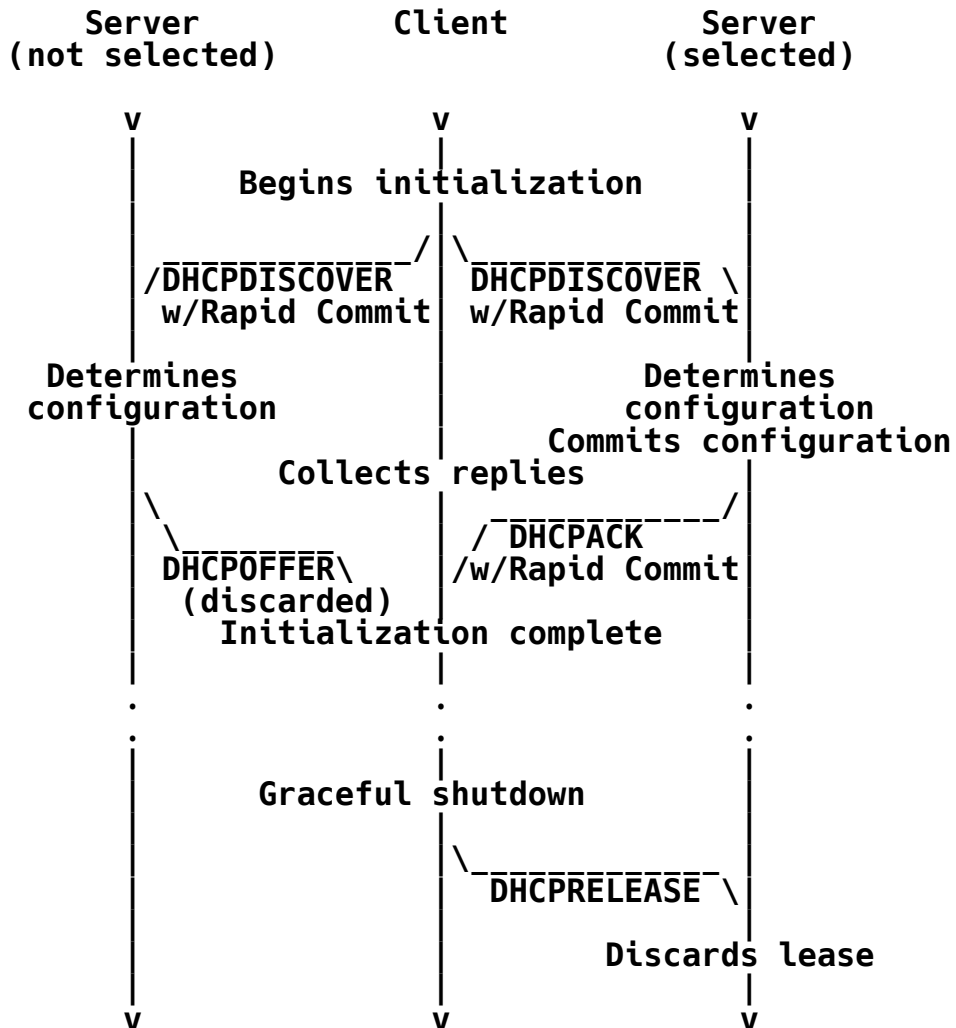 Server Client Server
(not selected) (selected)
v v v
Begins initialization
DHCPDISCOVER DHCPDISCOVER
w/Rapid Commit w/Rapid Commit
Determines Determines
configuration configuration
Commits configuration
Collects replies
DHCPACK
DHCPOFFER w/Rapid Commit
(discarded)
Initialization complete
. . .
. . .
Graceful shutdown
DHCPRELEASE
Discards lease
v v v